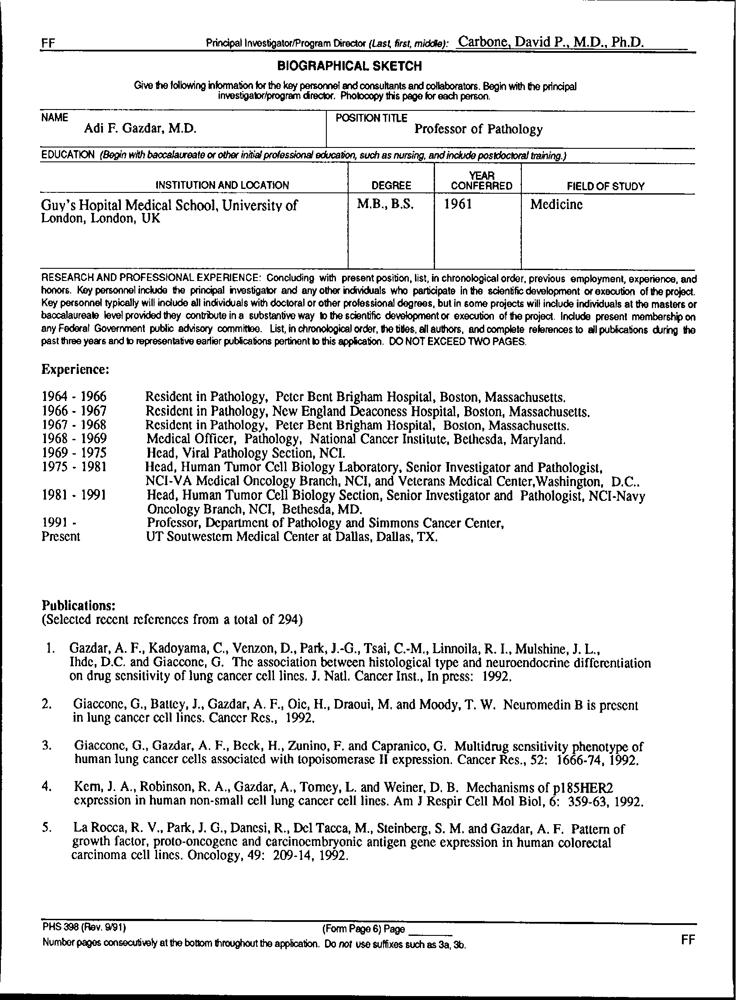 FF Principal Investigator/Program Director (Last, first, middle): Carbone, David P., M.D., Ph.D.
BIOGRAPHICAL SKETCH
Give the following information for the key personnel and consultants and collaborators. Begin with the principal
investigator/program director. Photocopy this page for each person.
NAME POSITION TITLE
Adi F. Gazdar, M.D. Professor of Pathology
EDUCATION (Begin with baccalaureate or other initial professional education, such as nursing, and include postdoctoral training.)
INSTITUTION AND LOCATION DEGREE YEAR CONFERRED FIELD OF STUDY
Guy's Hopital Medical School, University of M.B., B.S. 1961 Medicine
London, London, UK
RESEARCH AND PROFESSIONAL EXPERIENCE: Concluding with present position, list, in chronological order, previous employment, experience, and
honors. Key personnel include the principal investigator and any other individuals who participate in the scientific development or execution of the project.
Key personnel typically will include all individuals with doctoral or other professional degrees, but in some projects will include individuals at the masters or
baccalaureate level provided they contribute in a substantive way to the scientific development or execution of the project. Include present membership on
any Federal Government public advisory committee. List, in chronological order, the titles, all authors, and complete references to all publications during the
past three years and to representative earlier publications pertinent to this application. DO NOT EXCEED TWO PAGES.
Experience:
1964 - 1966 Resident in Pathology, Peter Bent Brigham Hospital, Boston, Massachusetts.
1966 - 1967 Resident in Pathology, New England Deaconess Hospital, Boston, Massachusetts.
1967 - 1968 Resident in Pathology, Peter Bent Brigham Hospital, Boston, Massachusetts.
1968 - 1969 Medical Officer, Pathology, National Cancer Institute, Bethesda, Maryland.
1969 - 1975 Head, Viral Pathology Section, NCI.
1975 - 1981 Head, Human Tumor Cell Biology Laboratory, Senior Investigator and Pathologist,
NCI-VA Medical Oncology Branch, NCI, and Veterans Medical Center,Washington, D.C..
1981 - 1991 Head, Human Tumor Cell Biology Section, Senior Investigator and Pathologist, NCI-Navy
Oncology Branch, NCI, Bethesda, MD.
1991 - Professor, Department of Pathology and Simmons Cancer Center,
Present UT Soutwestern Medical Center at Dallas, Dallas, TX.
Publications:
(Selected recent references from a total of 294)
1. Gazdar, A. F., Kadoyama, C., Venzon, D., Park, J.-G., Tsai, C.-M., Linnoila, R. I., Mulshine, J. L.,
Ihde, D.C. and Giaccone, G. The association between histological type and neuroendocrine differentiation
on drug sensitivity of lung cancer cell lines. J. Natl. Cancer Inst., In press: 1992.
2. Giaccone, G., Battey, J., Gazdar, A. F., Oie, H., Draoui, M. and Moody, T. W. Neuromedin B is present
in lung cancer cell lines. Cancer Res., 1992.
3. Giaccone, G., Gazdar, A. F., Beck, H., Zunino, F. and Capranico, G. Multidrug sensitivity phenotype of
human lung cancer cells associated with topoisomerase II expression. Cancer Res., 52: 1666-74, 1992.
4. Kern, J. A., Robinson, R. A., Gazdar, A., Torney, L. and Weiner, D. B. Mechanisms of p185HER2
expression in human non-small cell lung cancer cell lines. Am J Respir Cell Mol Biol, 6: 359-63, 1992.
5. La Rocca, R. V., Park, J. G., Danesi, R., Del Tacca, M., Steinberg, S. M. and Gazdar, A. F. Pattern of
growth factor, proto-oncogene and carcinoembryonic antigen gene expression in human colorectal
carcinoma cell lines. Oncology, 49: 209-14, 1992.
PHS 398 (Rev. 9/91) (Form Page 6) Page
Number pages consecutively at the bottom throughout the application. Do not use suffixes such as 3a, 3b. FF